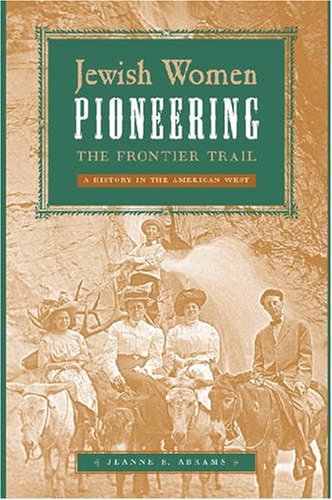 Jewish Women
PIONEERING
THE FRONTIER TRAIL
A HISTORY IN THE AMERICAN WEST
JEANNE E. ABRAMS